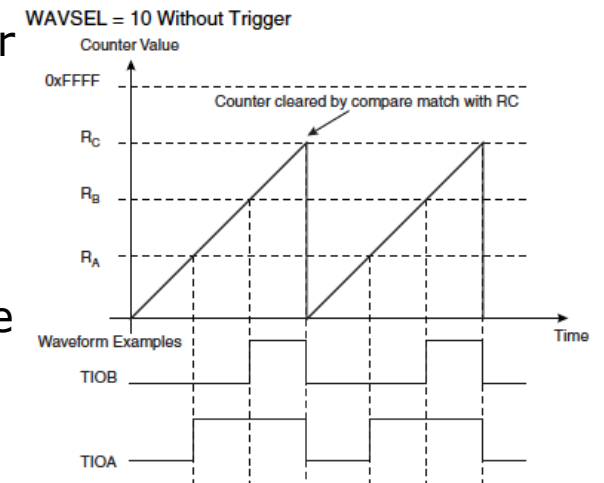 WAVSEL = 10 Without Trigger
r
Counter Value
0xFFFF
Counter cleared by compare match with RC
RC
RB
RA
e
Time
Waveform Examples
TIOB
TIOA